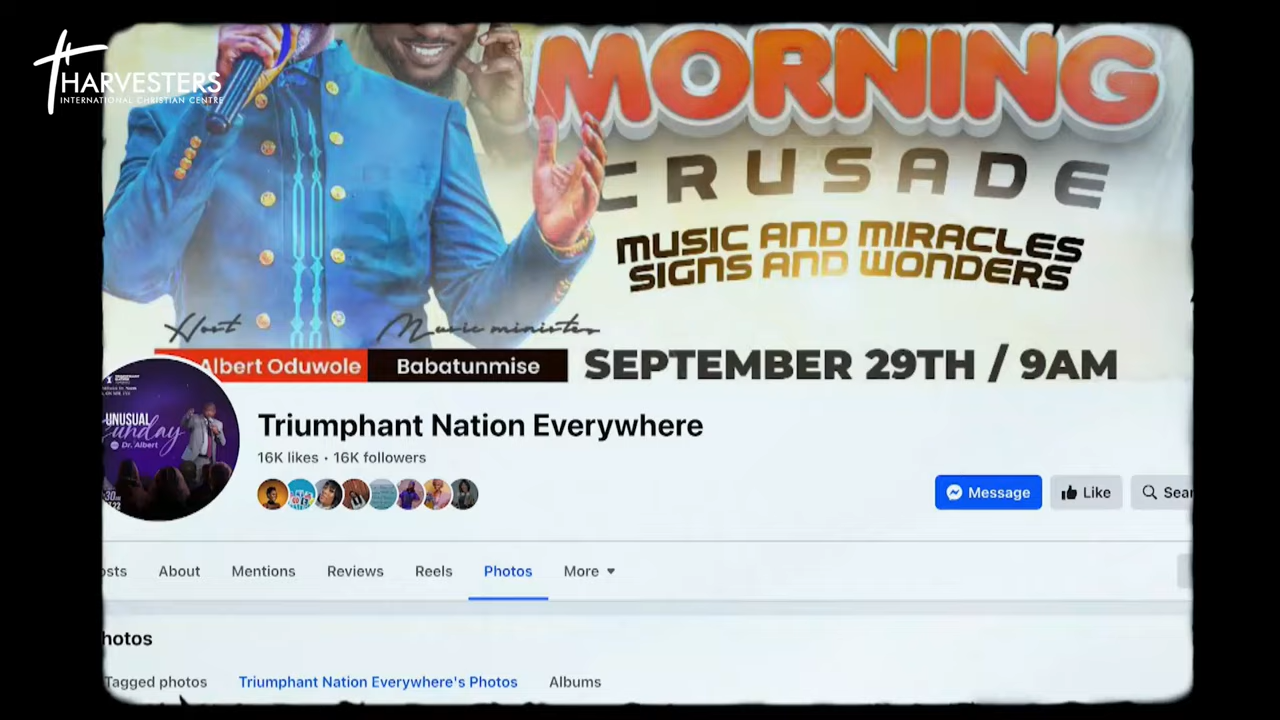 HARVESTERS
INTERNATIONAL CHRISTIAN CENTRE
MORNING
CRUSADE
MUSIC AND MIRACLES
SIGNS AND WONDERS
Host
Music minister
Albert Oduwole
Babatunmise
SEPTEMBER 29TH / 9AM
UNUSUAL
Sunday
Dr. Albert
Triumphant Nation Everywhere
16K likes · 16K followers
Message
Like
Sear
osts
About
Mentions
Reviews
Reels
Photos
More
hotos
Tagged photos
Triumphant Nation Everywhere's Photos
Albums